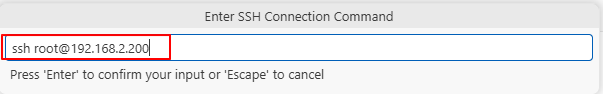 Enter SSH Connection Command
ssh root@192.168.2.200
Press 'Enter' to confirm your input or 'Escape' to cancel